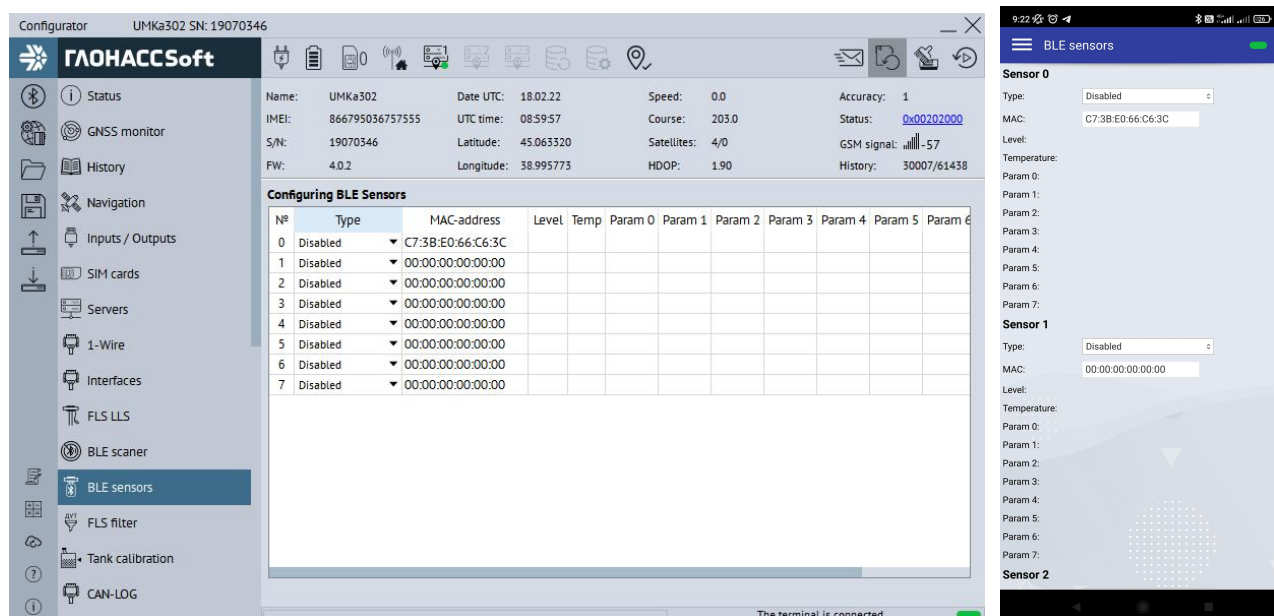 Configurator UMKa302 SN: 19070346
ГЛОНАССSoft
0
1
2
Status
GNSS monitor
History
Navigation
Inputs / Outputs
SIM cards
Servers
1-Wire
Interfaces
FLS LLS
BLE scaner
BLE sensors
FLS filter
Tank calibration
CAN-LOG
Name: UMKa302 Date UTC: 18.02.22 Speed: 0.0 Accuracy: 1
IMEI: 866795036757555 UTC time: 08:59:57 Course: 203.0 Status: 0x00202000
S/N: 19070346 Latitude: 45.063320 Satellites: 4/0 GSM signal: -57
FW: 4.0.2 Longitude: 38.995773 HDOP: 1.90 History: 30007/61438
Configuring BLE Sensors
Nº Type MAC-address Level Temp Param 0 Param 1 Param 2 Param 3 Param 4 Param 5 Param 6
0 Disabled C7:3B:E0:66:C6:3C
1 Disabled 00:00:00:00:00:00
2 Disabled 00:00:00:00:00:00
3 Disabled 00:00:00:00:00:00
4 Disabled 00:00:00:00:00:00
5 Disabled 00:00:00:00:00:00
6 Disabled 00:00:00:00:00:00
7 Disabled 00:00:00:00:00:00
The terminal is connected
9:22
BLE sensors
Sensor 0
Type: Disabled
MAC: C7:3B:E0:66:C6:3C
Level:
Temperature:
Param 0:
Param 1:
Param 2:
Param 3:
Param 4:
Param 5:
Param 6:
Param 7:
Sensor 1
Type: Disabled
MAC: 00:00:00:00:00:00
Level:
Temperature:
Param 0:
Param 1:
Param 2:
Param 3:
Param 4:
Param 5:
Param 6:
Param 7:
Sensor 2